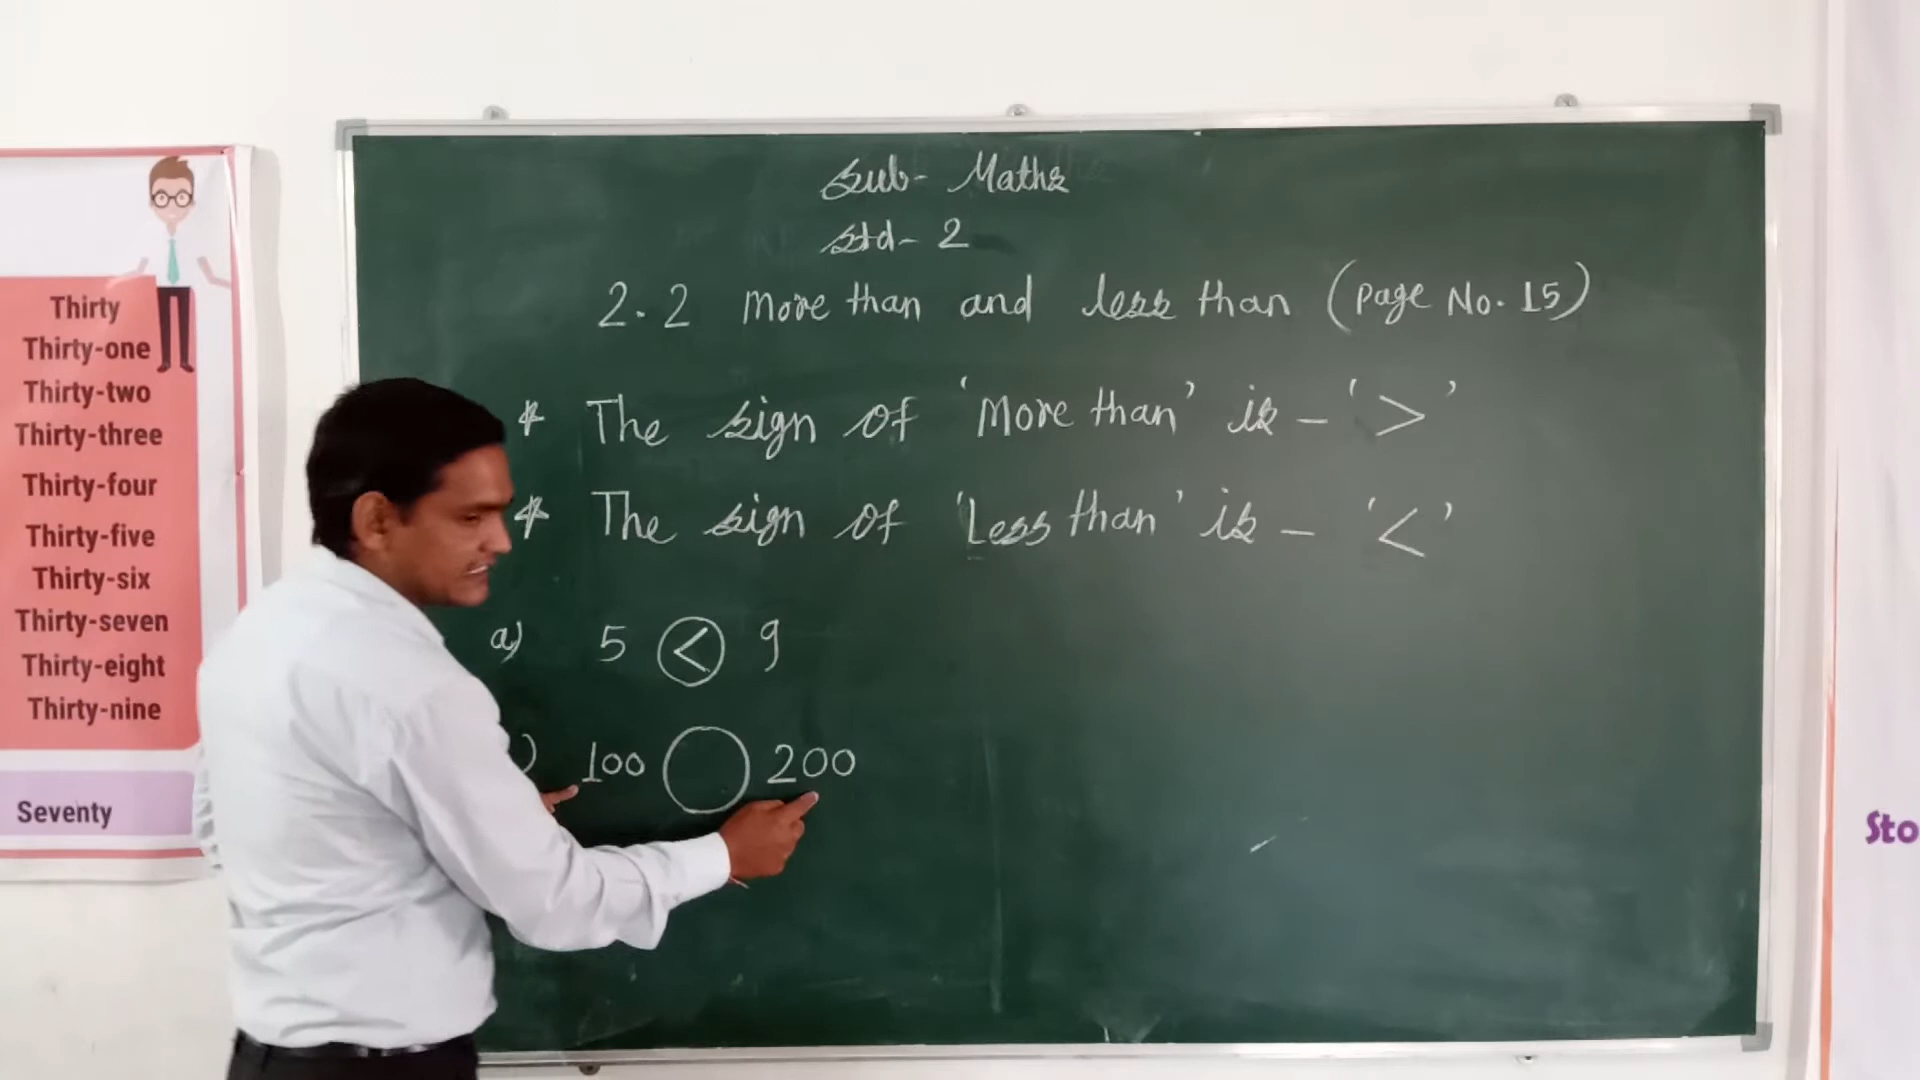 Sub- Maths
Std- 2
2.2 More than and less than (Page No. 15)
* The sign of 'More than' is - '>'
* The sign of 'Less than' is - '<'
a) 5 < 9
) 100 ◯ 200
Thirty
Thirty-one
Thirty-two
Thirty-three
Thirty-four
Thirty-five
Thirty-six
Thirty-seven
Thirty-eight
Thirty-nine
Seventy
Sto